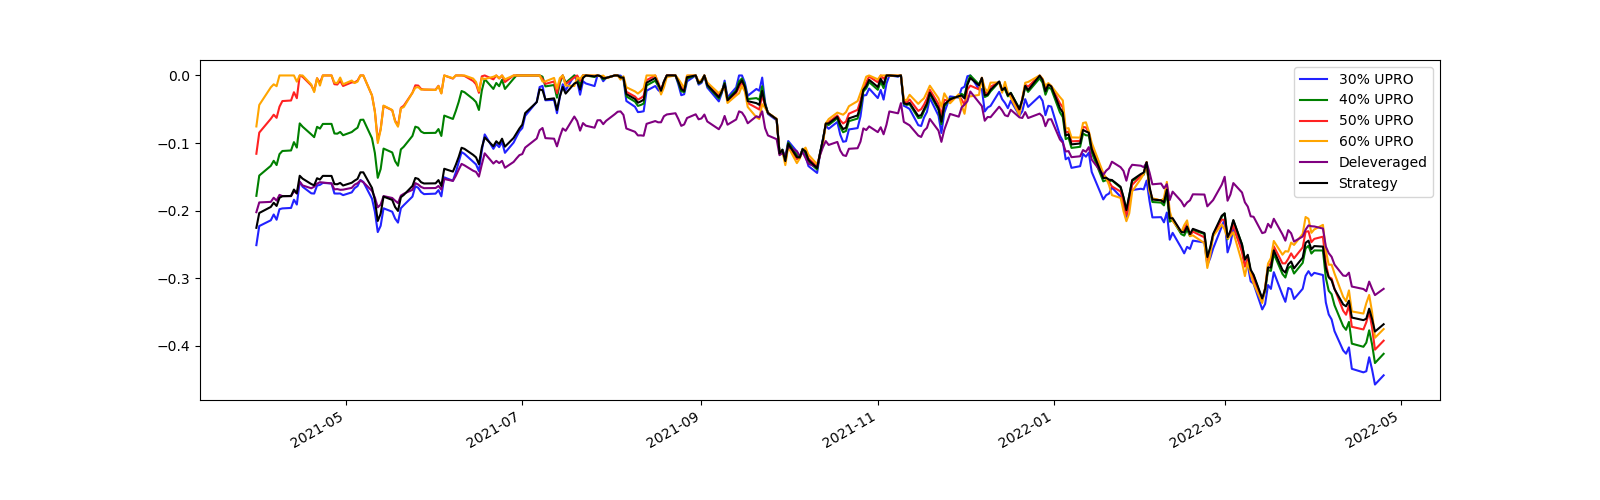 0.0
−0.1
−0.2
−0.3
−0.4
2021-05
2021-07
2021-09
2021-11
2022-01
2022-03
2022-05
30% UPRO
40% UPRO
50% UPRO
60% UPRO
Deleveraged
Strategy